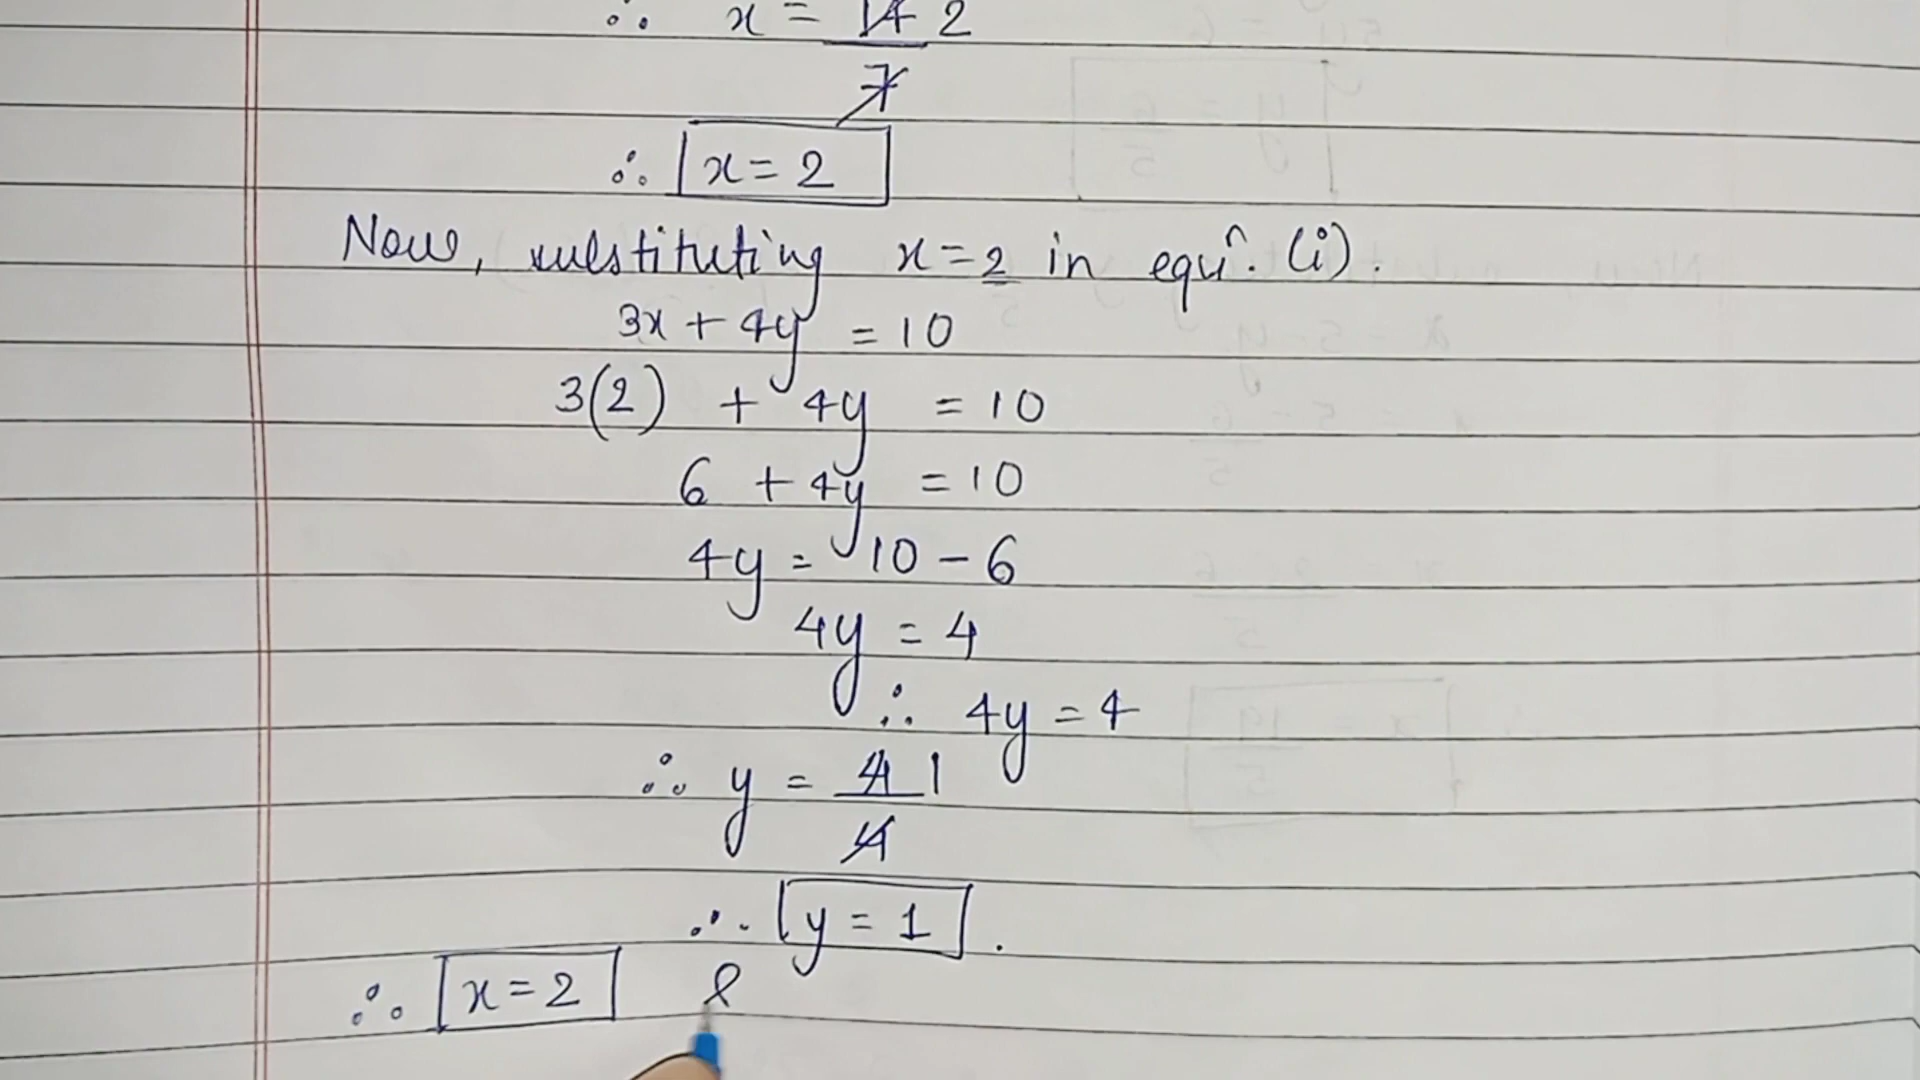 ∴ x = 14 2
7
∴ x = 2
Now, substituting x = 2 in equn. (i).
3x + 4y = 10
3(2) + 4y = 10
6 + 4y = 10
4y = 10 - 6
4y = 4
∴ 4y = 4
∴ y = 4 1
4
∴ y = 1.
∴ x = 2 &